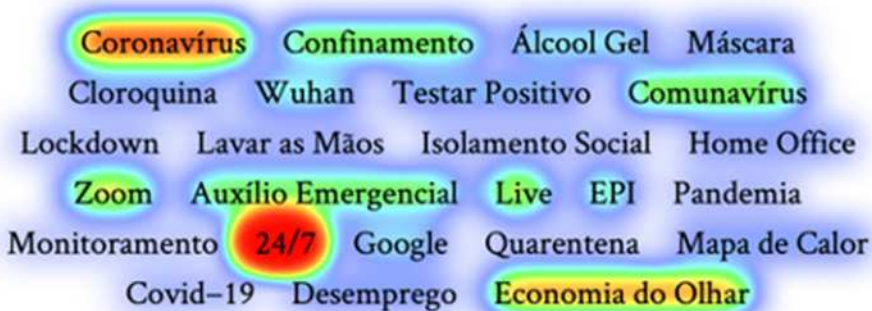 Coronavírus Confinamento Álcool Gel Máscara
Cloroquina Wuhan Testar Positivo Comunavírus
Lockdown Lavar as Mãos Isolamento Social Home Office
Zoom Auxílio Emergencial Live EPI Pandemia
Monitoramento 24/7 Google Quarentena Mapa de Calor
Covid–19 Desemprego Economia do Olhar